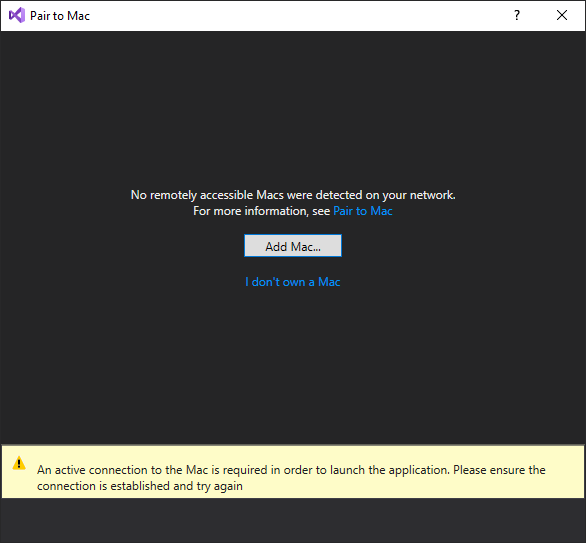 Pair to Mac
?
No remotely accessible Macs were detected on your network.
For more information, see Pair to Mac
Add Mac...
I don't own a Mac
An active connection to the Mac is required in order to launch the application. Please ensure the
connection is established and try again